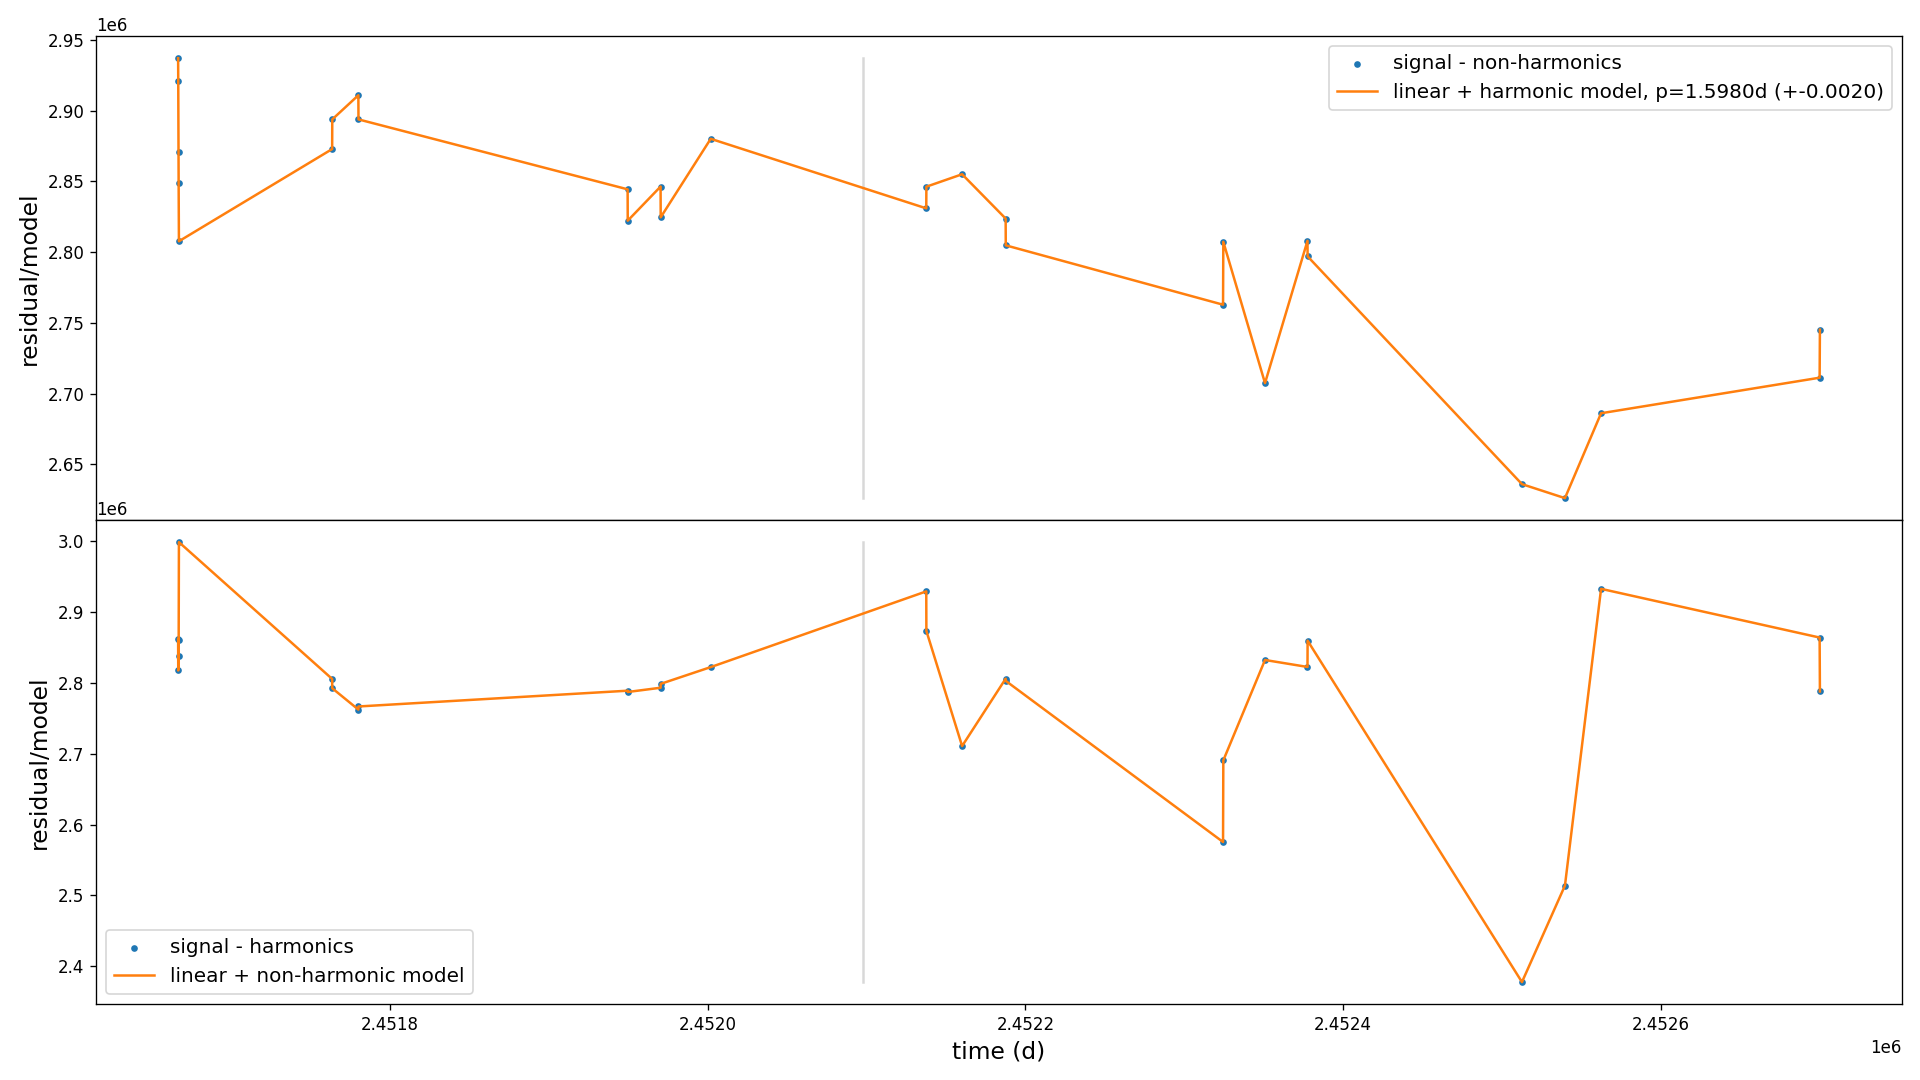 1e6
2.95
2.90
2.85
2.80
2.75
2.70
2.65
residual/model
signal - non-harmonics
linear + harmonic model, p=1.5980d (+-0.0020)
1e6
3.0
2.9
2.8
2.7
2.6
2.5
2.4
residual/model
signal - harmonics
linear + non-harmonic model
2.4518
2.4520
2.4522
2.4524
2.4526
time (d)
1e6